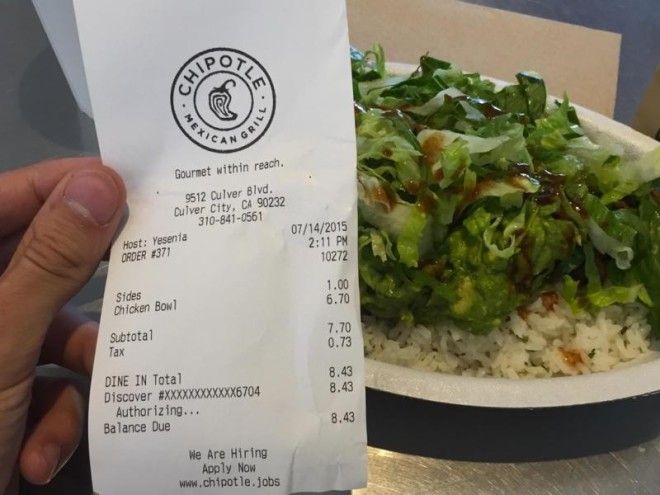 CHIPOTLE
MEXICAN GRILL
Gourmet within reach.
9512 Culver Blvd.
Culver City, CA 90232
310-841-0561
Host: Yesenia 07/14/2015
ORDER #371 2:11 PM
10272
Sides 1.00
Chicken Bowl 6.70
Subtotal 7.70
Tax 0.73
DINE IN Total 8.43
Discover #XXXXXXXXXXXX6704 8.43
Authorizing...
Balance Due 8.43
We Are Hiring
Apply Now
www.chipotle.jobs